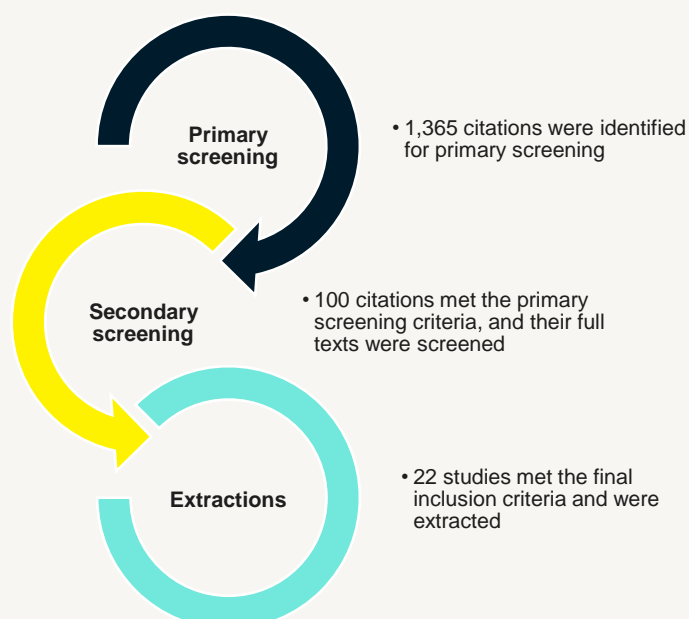 Primary
screening
• 1,365 citations were identified
for primary screening
Secondary
screening
• 100 citations met the primary
screening criteria, and their full
texts were screened
Extractions
• 22 studies met the final
inclusion criteria and were
extracted